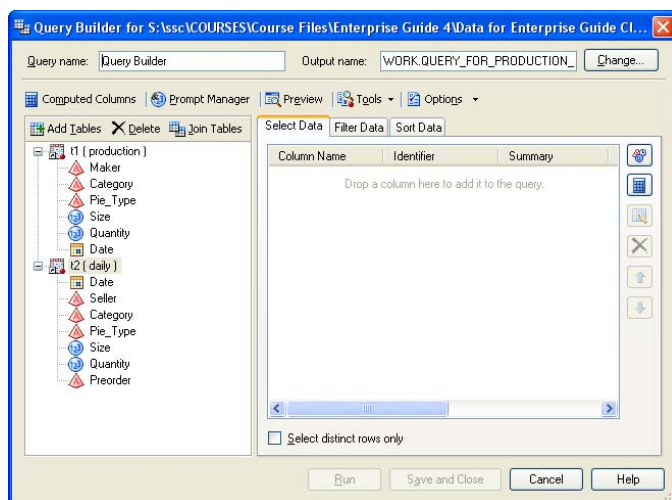 Query Builder for S:\ssc\COURSES\Course Files\Enterprise Guide 4\Data for Enterprise Guide Cl...
Query name: Query Builder Output name: WORK.QUERY_FOR_PRODUCTION_ Change...
Computed Columns Prompt Manager Preview Tools Options
Add Tables Delete Join Tables
Select Data Filter Data Sort Data
t1 ( production )
Maker
Category
Pie_Type
Size
Quantity
Date
t2 ( daily )
Date
Seller
Category
Pie_Type
Size
Quantity
Preorder
Column Name Identifier Summary
Drop a column here to add it to the query.
Select distinct rows only
Run Save and Close Cancel Help